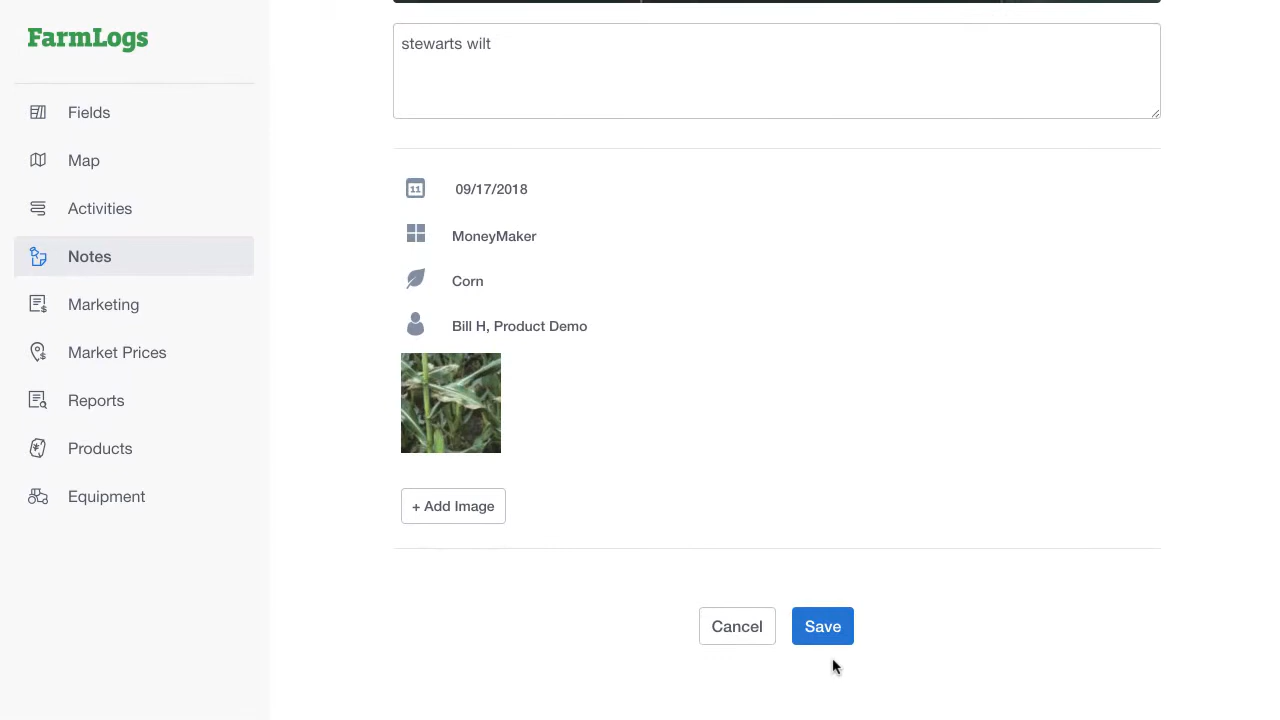 FarmLogs
Fields
Map
Activities
Notes
Marketing
Market Prices
Reports
Products
Equipment
stewarts wilt
11 09/17/2018
MoneyMaker
Corn
Bill H, Product Demo
+ Add Image
Cancel Save